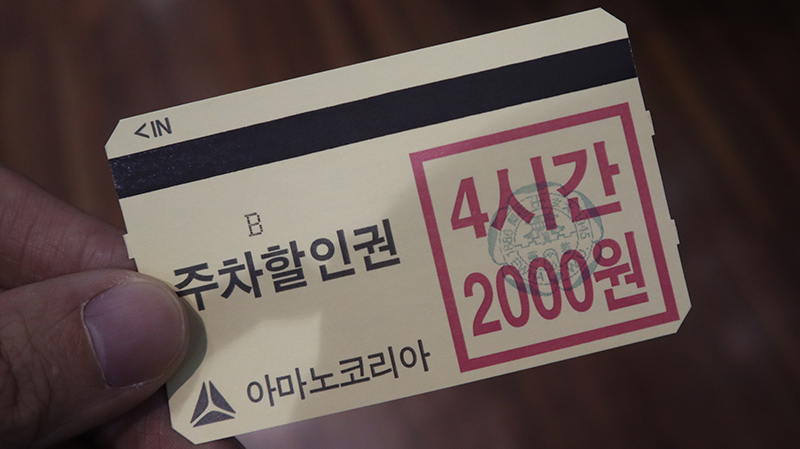 <IN
B
주차할인권
아마노코리아
4시간
2000원